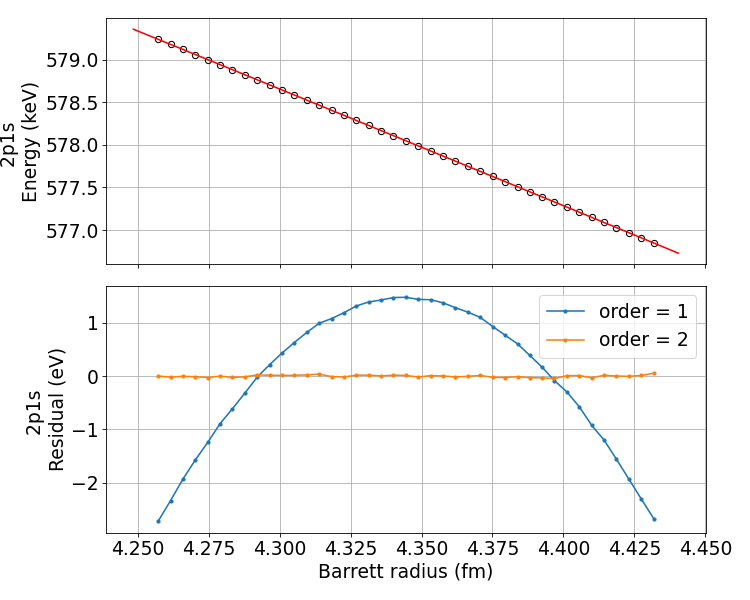 2p1s
Energy (keV)
579.0
578.5
578.0
577.5
577.0
2p1s
Residual (eV)
1
0
−1
−2
order = 1
order = 2
4.250 4.275 4.300 4.325 4.350 4.375 4.400 4.425 4.450
Barrett radius (fm)